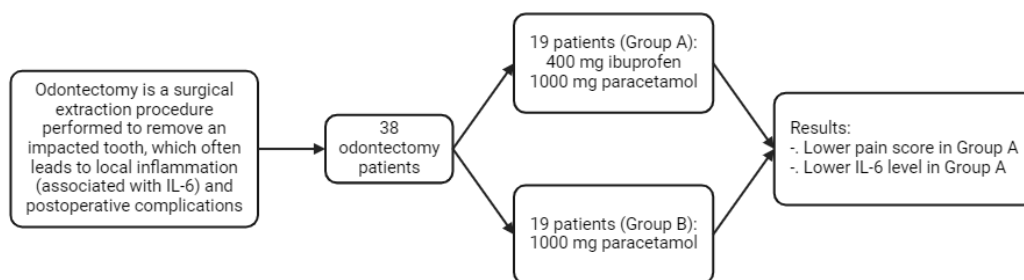 Odontectomy is a surgical
extraction procedure
performed to remove an
impacted tooth, which often
leads to local inflammation
(associated with IL-6) and
postoperative complications
38
odontectomy
patients
19 patients (Group A):
400 mg ibuprofen
1000 mg paracetamol
19 patients (Group B):
1000 mg paracetamol
Results:
-. Lower pain score in Group A
-. Lower IL-6 level in Group A